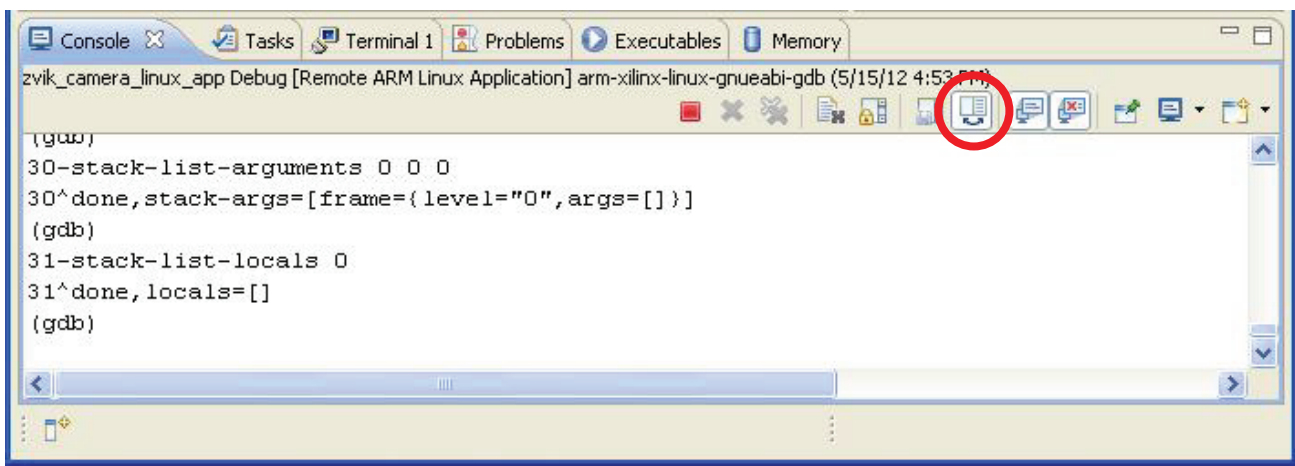 Console Tasks Terminal 1 Problems Executables Memory
zvik_camera_linux_app Debug [Remote ARM Linux Application] arm-xilinx-linux-gnueabi-gdb (5/15/12 4:53 PM)
(gdb)
30-stack-list-arguments 0 0 0
30^done,stack-args=[frame={level="0",args=[]}]
(gdb)
31-stack-list-locals 0
31^done,locals=[]
(gdb)